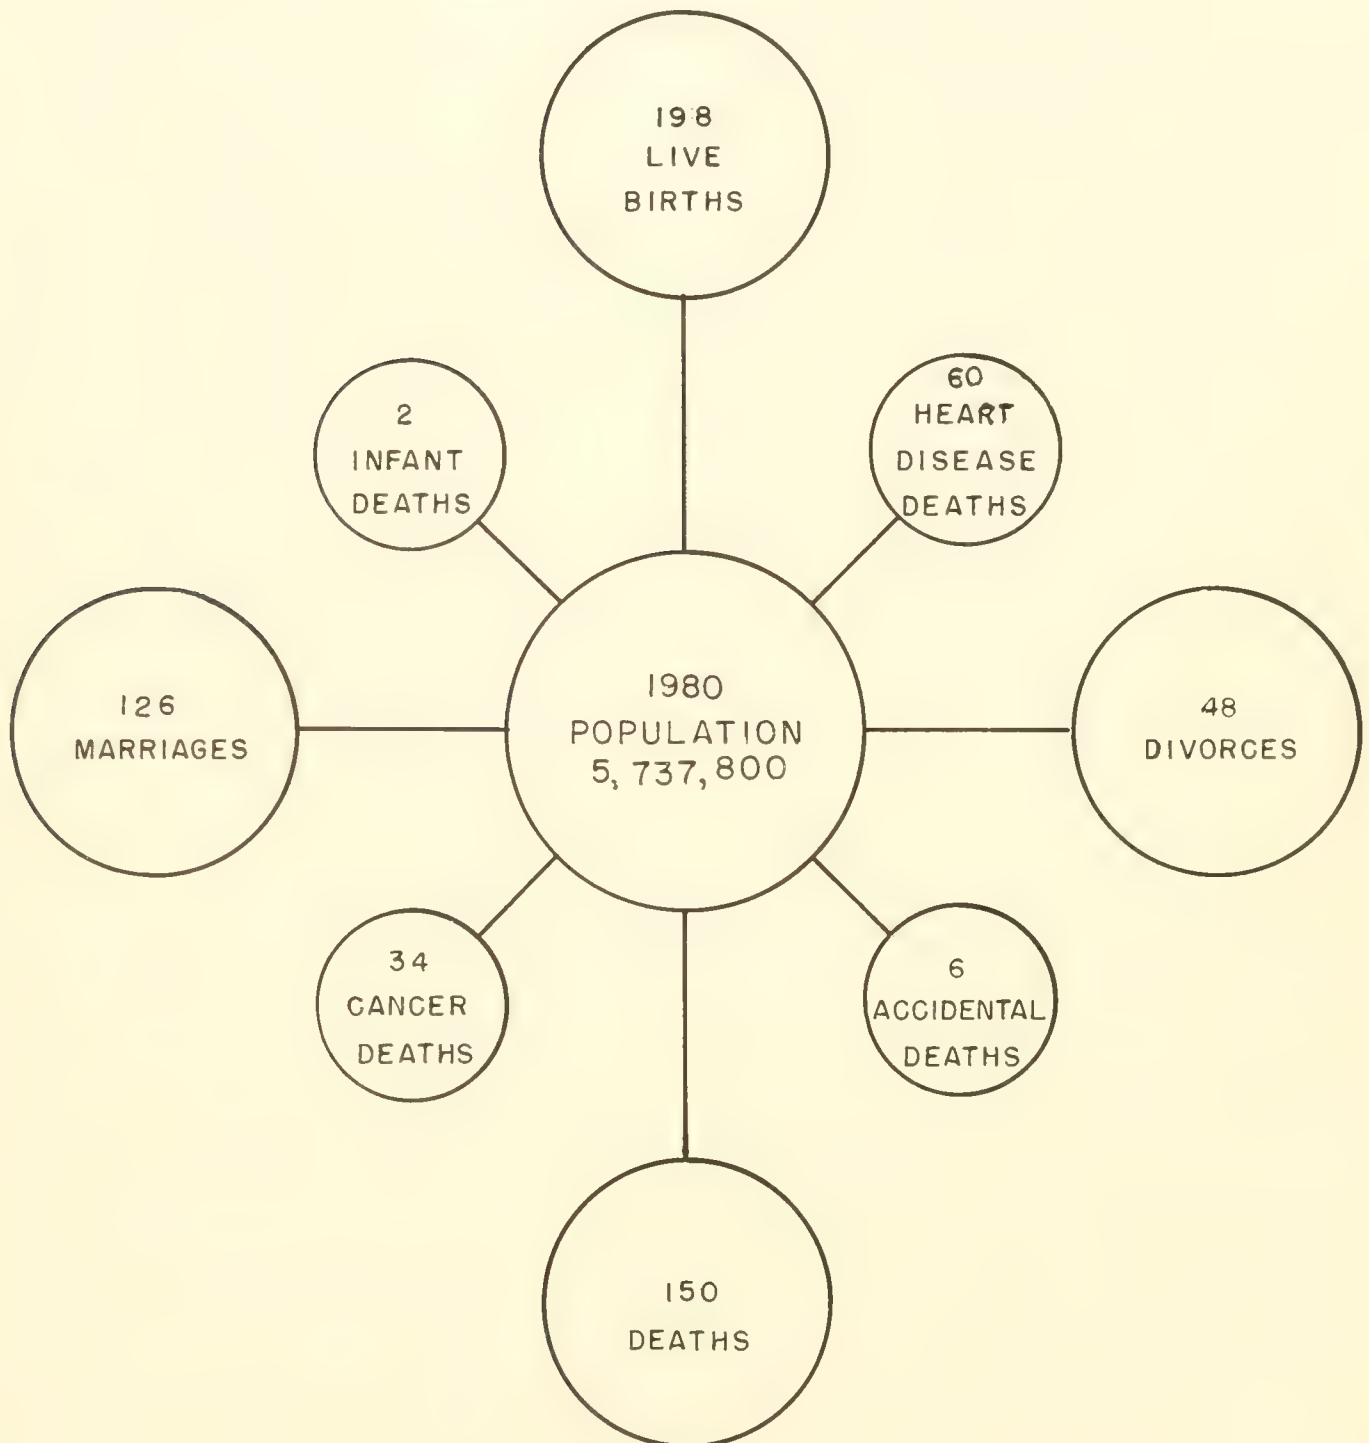 198
LIVE
BIRTHS
2
INFANT
DEATHS
60
HEART
DISEASE
DEATHS
126
MARRIAGES
1980
POPULATION
5,737,800
48
DIVORCES
34
CANCER
DEATHS
6
ACCIDENTAL
DEATHS
150
DEATHS